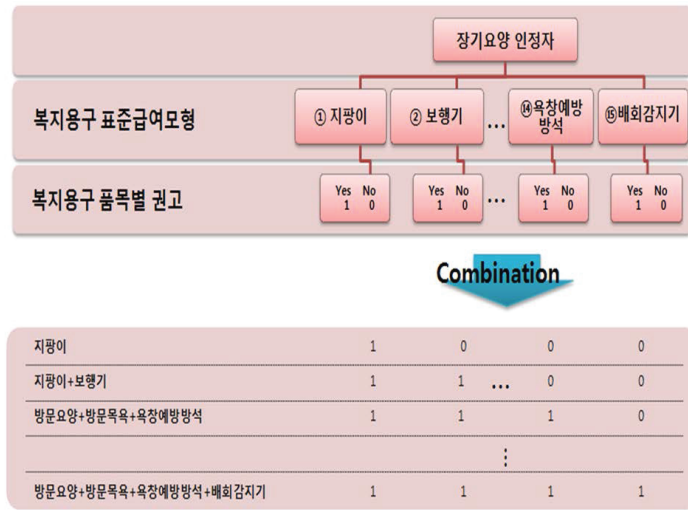 장기요양 인정자
복지용구 표준급여모형
① 지팡이
② 보행기
...
⑭욕창예방
방석
⑮배회감지기
복지용구 품목별 권고
Yes No
1 0
Yes No
1 0
...
Yes No
1 0
Yes No
1 0
Combination
지팡이 1 0 0 0
지팡이+보행기 1 1 ... 0 0
방문요양+방문목욕+욕창예방방석 1 1 1 0
⋮
방문요양+방문목욕+욕창예방방석+배회감지기 1 1 1 1